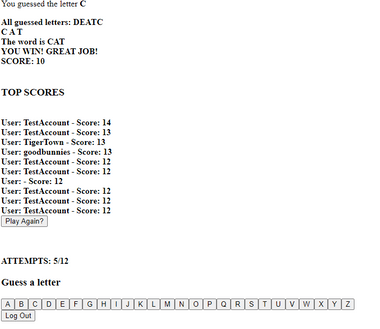 You guessed the letter C
All guessed letters: DEATC
C A T
The word is CAT
YOU WIN! GREAT JOB!
SCORE: 10
TOP SCORES
User: TestAccount - Score: 14
User: TestAccount - Score: 13
User: TigerTown - Score: 13
User: goodbunnies - Score: 13
User: TestAccount - Score: 12
User: TestAccount - Score: 12
User: - Score: 12
User: TestAccount - Score: 12
User: TestAccount - Score: 12
User: TestAccount - Score: 12
Play Again?
ATTEMPTS: 5/12
Guess a letter
A B C D E F G H I J K L M N O P Q R S T U V W X Y Z
Log Out